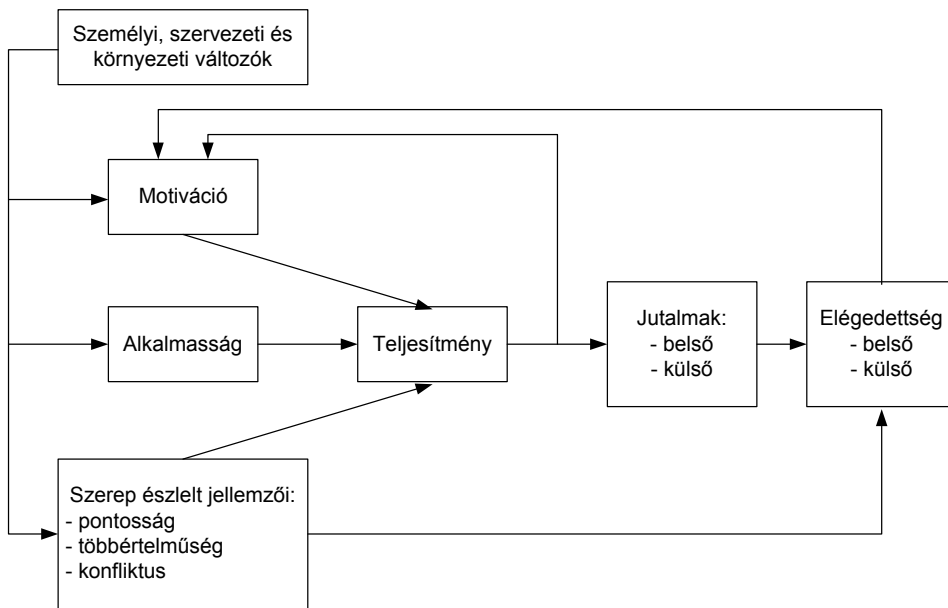 Személyi, szervezeti és
környezeti változók
Motiváció
Alkalmasság
Teljesítmény
Jutalmak:
- belső
- külső
Elégedettség
- belső
- külső
Szerep észlelt jellemzői:
- pontosság
- többértelműség
- konfliktus